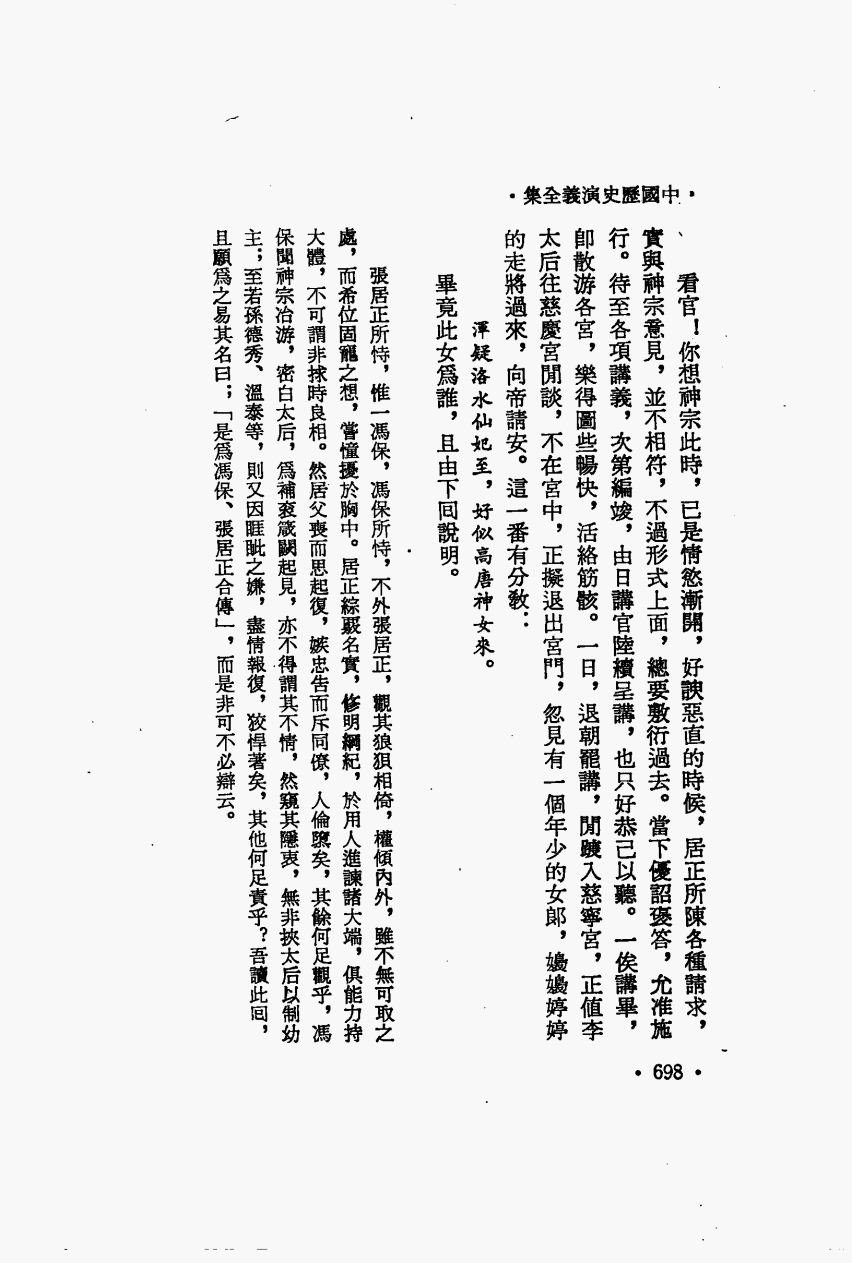 •中國歷史演義全集•
看官！你想神宗此時，已是情慾漸開，好諛惡直的時候，居正所陳各種請求，
實與神宗意見，並不相符，不過形式上面，總要敷衍過去。當下優詔褒答，允准施
行。待至各項講義，次第編竣，由日講官陸續呈講，也只好恭己以聽。一俟講畢，
即散游各宮，樂得圖些暢快，活絡筋骸。一日，退朝罷講，閒踱入慈寧宮，正值李
太后往慈慶宮閒談，不在宮中，正擬退出宮門，忽見有一個年少的女郎，嬝嬝婷婷
的走將過來，向帝請安。這一番有分教：
渾疑洛水仙妃至，好似高唐神女來。
畢竟此女爲誰，且由下回說明。
張居正所恃，惟一馮保，馮保所恃，不外張居正，觀其狼狽相倚，權傾內外，雖不無可取之
處，而希位固寵之想，嘗憧擾於胸中。居正綜覈名實，修明綱紀，於用人進諫諸大端，俱能力持
大體，不可謂非救時良相。然居父喪而思起復，嫉忠告而斥同僚，人倫墮矣，其餘何足觀乎，馮
保聞神宗冶游，密白太后，爲補袞箴闕起見，亦不得謂其不情，然窺其隱衷，無非挾太后以制幼
主；至若孫德秀、溫泰等，則又因睚眦之嫌，盡情報復，狡悍著矣，其他何足責乎？吾讀此回，
且願爲之易其名曰；「是爲馮保、張居正合傳」，而是非可不必辯云。
•698•